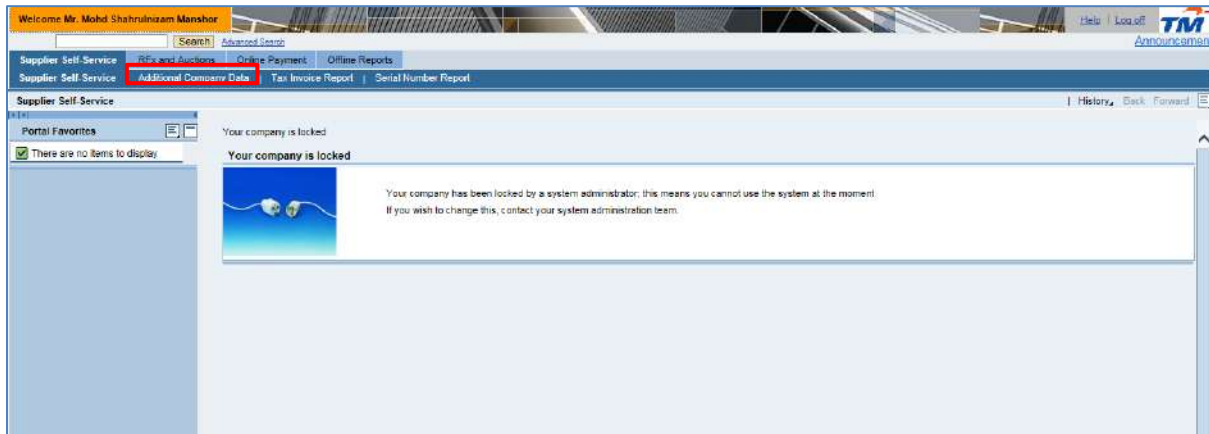 Welcome Mr. Mohd Shahrulnizam Manshor
Help | Log off
TM
Search Advanced Search
Announcemen
Supplier Self-Service RFx and Auctions Online Payment Offline Reports
Supplier Self-Service Additional Company Data | Tax Invoice Report | Serial Number Report
Supplier Self-Service
| History Back Forward
Portal Favorites
There are no items to display
Your company is locked
Your company is locked
Your company has been locked by a system administrator; this means you cannot use the system at the moment
If you wish to change this, contact your system administration team.